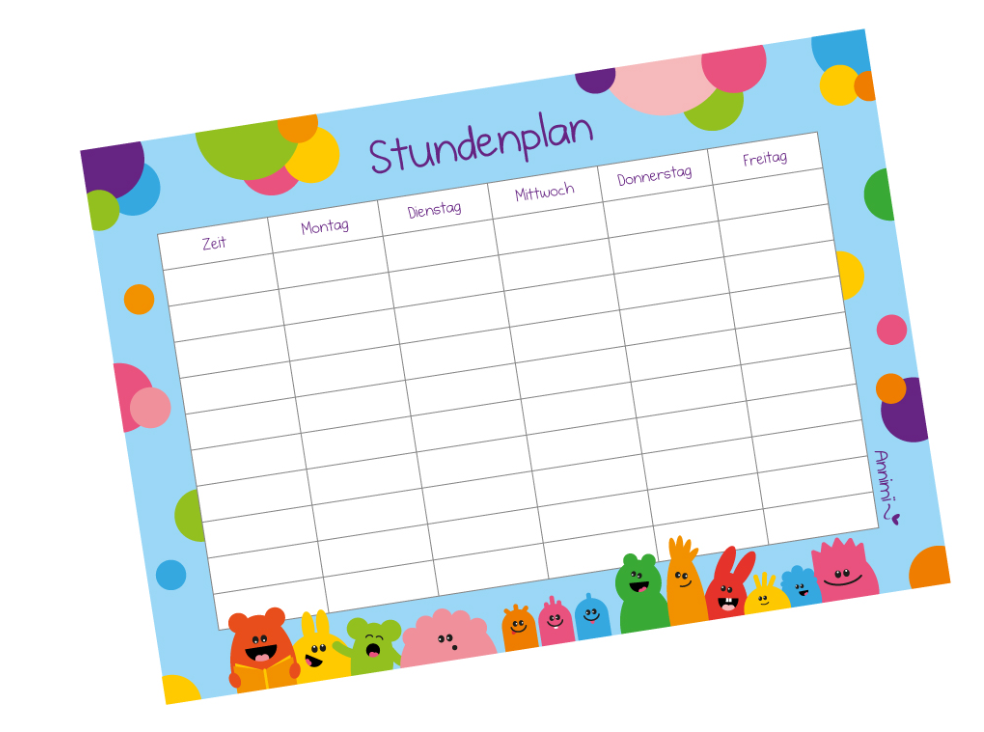 Stundenplan
Zeit Montag Dienstag Mittwoch Donnerstag Freitag
Annimi